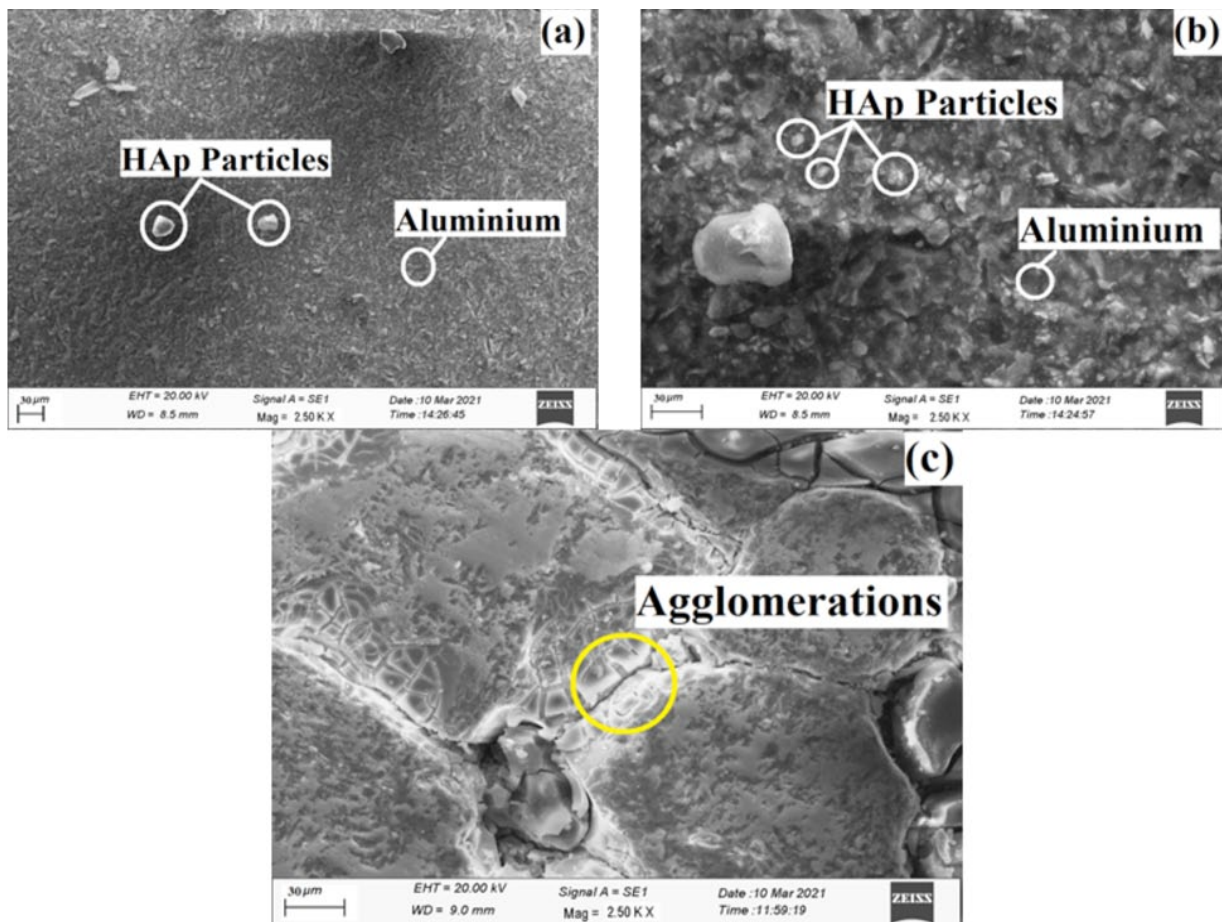 (a)
HAp Particles
Aluminium
30 µm
EHT = 20.00 kV
WD = 8.5 mm
Signal A = SE1
Mag = 2.50 K X
Date :10 Mar 2021
Time :14:26:45
ZEISS
(b)
HAp Particles
Aluminium
30 µm
EHT = 20.00 kV
WD = 8.5 mm
Signal A = SE1
Mag = 2.50 K X
Date :10 Mar 2021
Time :14:24:57
ZEISS
(c)
Agglomerations
30 µm
EHT = 20.00 kV
WD = 9.0 mm
Signal A = SE1
Mag = 2.50 K X
Date :10 Mar 2021
Time :11:59:19
ZEISS